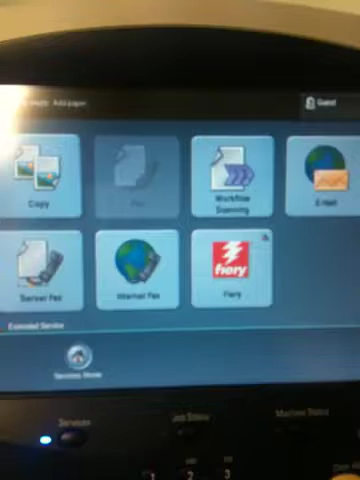 Add paper.
Guest
Copy
Fax
Workflow
Scanning
E-Mail
Server Fax
Internet Fax
fiery
Fiery
Extended Service
Services Home
Services
Job Status
Machine Status
1 2 3